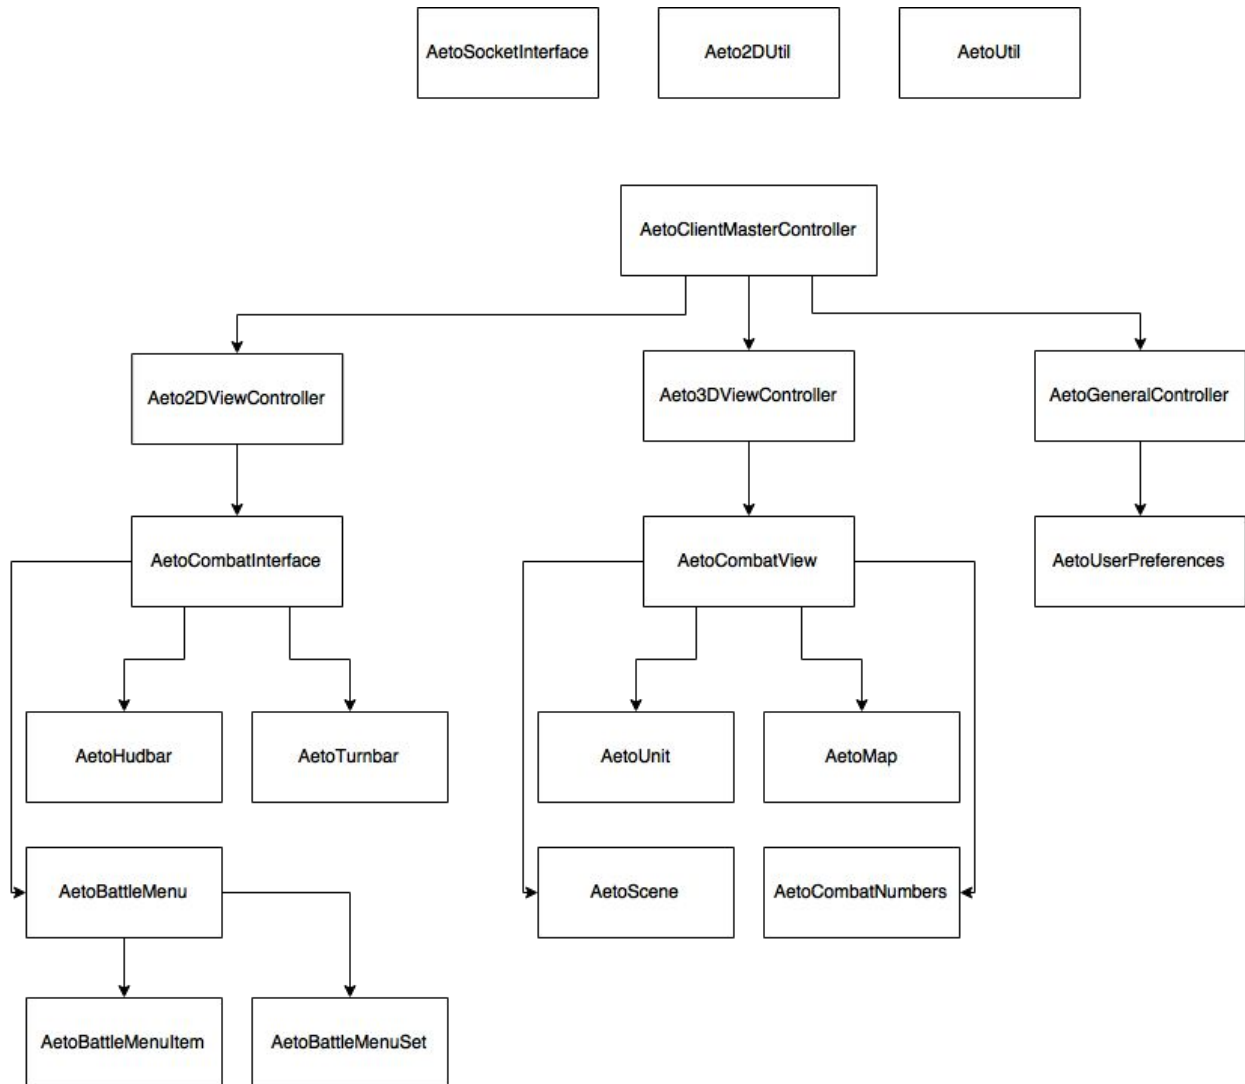 AetoSocketInterface
Aeto2DUtil
AetoUtil
AetoClientMasterController
Aeto2DViewController
Aeto3DViewController
AetoGeneralController
AetoCombatInterface
AetoCombatView
AetoUserPreferences
AetoHudbar
AetoTurnbar
AetoUnit
AetoMap
AetoBattleMenu
AetoScene
AetoCombatNumbers
AetoBattleMenuItem
AetoBattleMenuSet